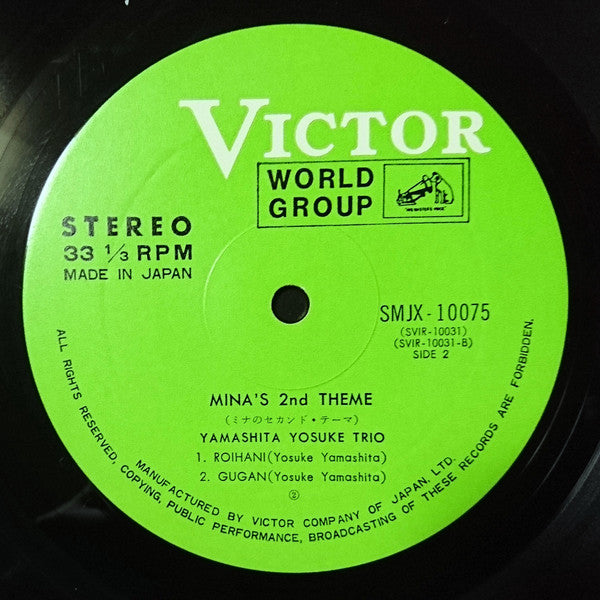 VICTOR
WORLD
GROUP
"HIS MASTER'S VOICE"
STEREO
33 1/3 RPM
MADE IN JAPAN
SMJX-10075
(SVIR-10031)
(SVIR-10031-B)
SIDE 2
MINA'S 2nd THEME
(ミナのセカンド・テーマ)
YAMASHITA YOSUKE TRIO
1. ROIHANI(Yosuke Yamashita)
2. GUGAN(Yosuke Yamashita)
②
MANUFACTURED BY VICTOR COMPANY OF JAPAN, LTD.
ALL RIGHTS RESERVED, COPYING, PUBLIC PERFORMANCE, BROADCASTING OF THESE RECORDS ARE FORBIDDEN.